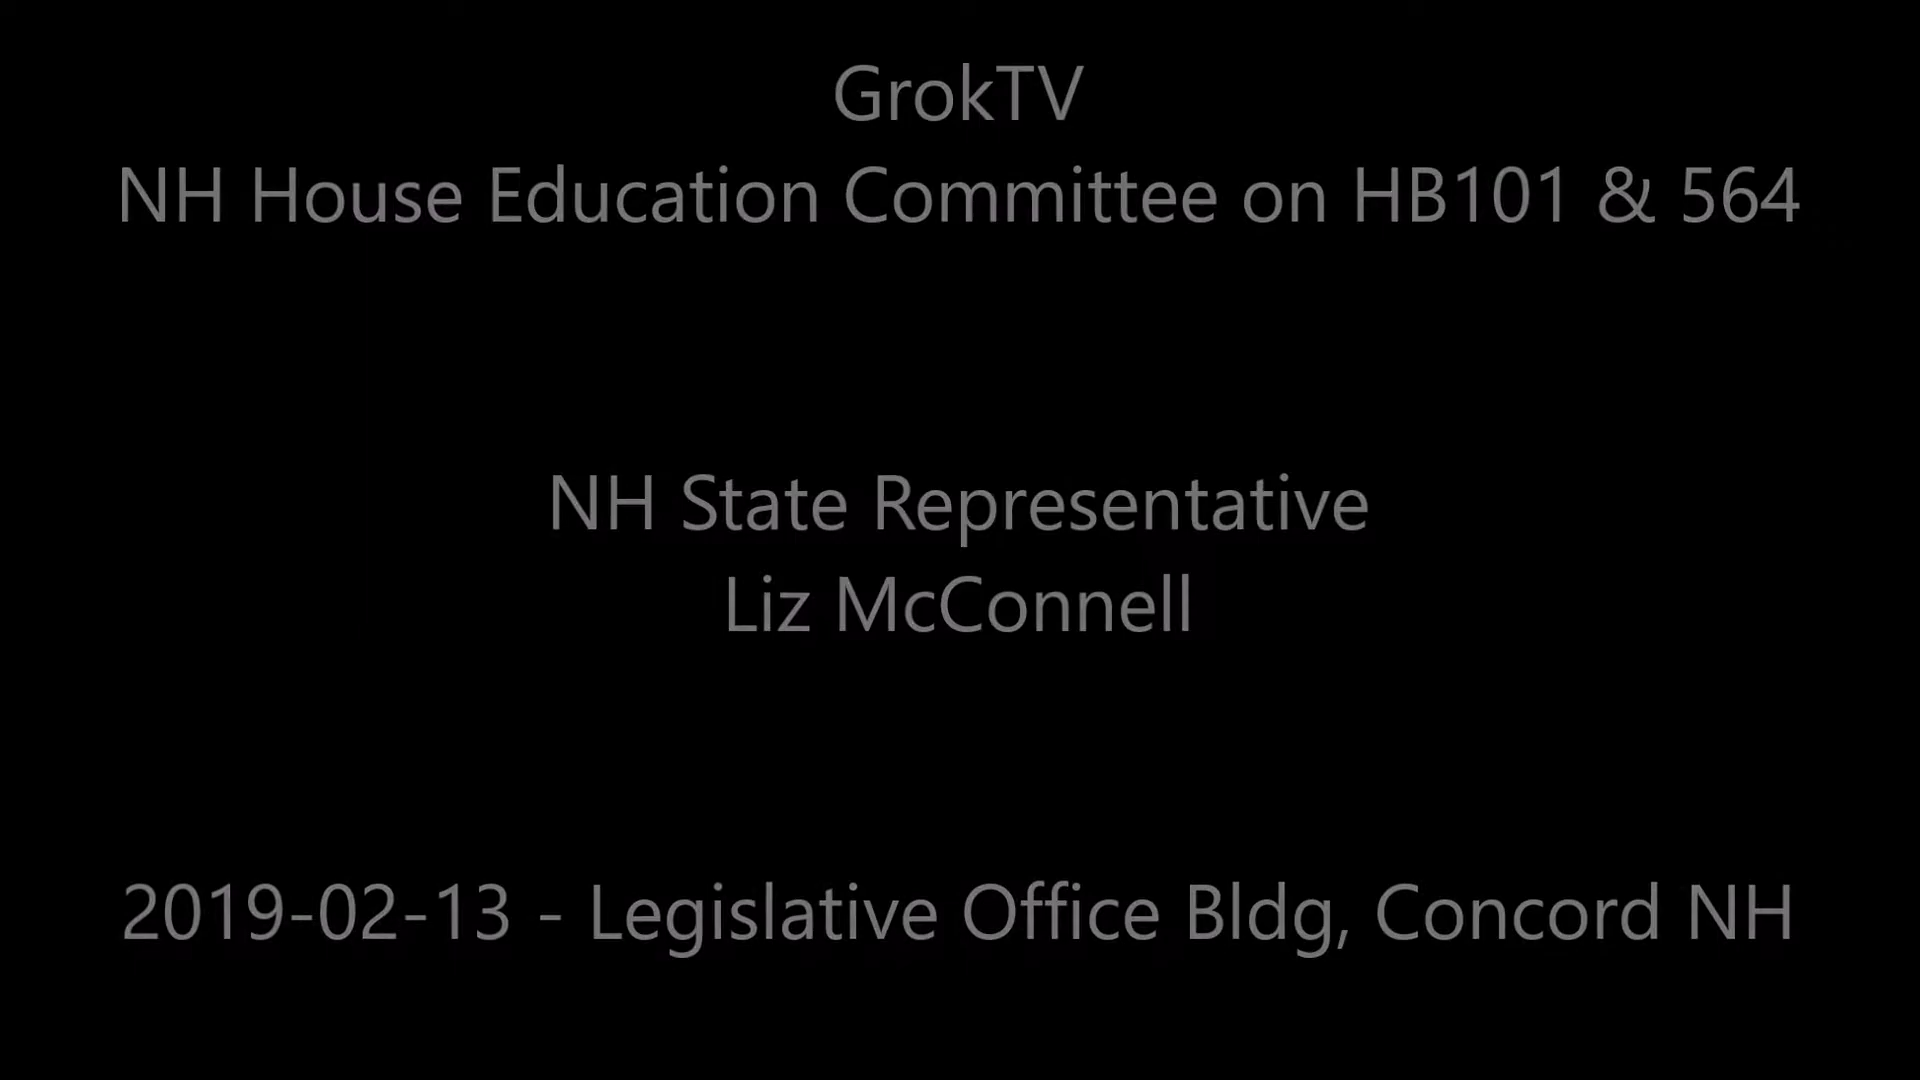 GrokTV
NH House Education Committee on HB101 & 564
NH State Representative
Liz McConnell
2019-02-13 - Legislative Office Bldg, Concord NH